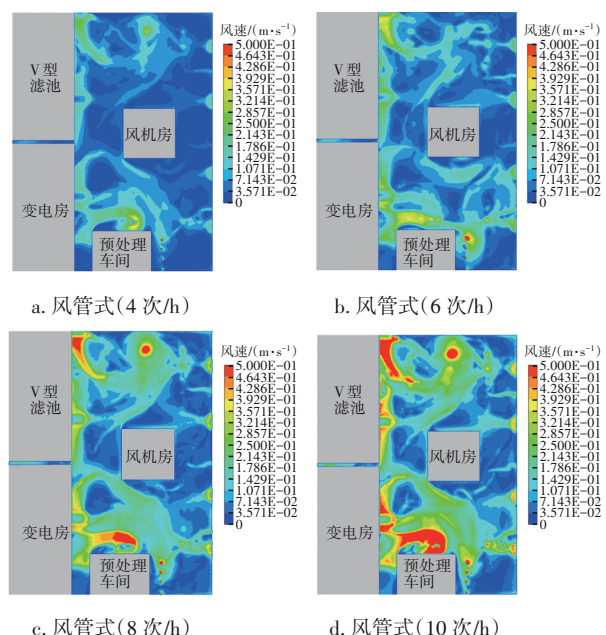 风速/(m·s⁻¹)
5.000E-01
4.643E-01
4.286E-01
3.929E-01
3.571E-01
3.214E-01
2.857E-01
2.500E-01
2.143E-01
1.786E-01
1.429E-01
1.071E-01
7.143E-02
3.571E-02
0
V 型
滤池
风机房
变电房
预处理
车间
a. 风管式(4 次/h)
风速/(m·s⁻¹)
5.000E-01
4.643E-01
4.286E-01
3.929E-01
3.571E-01
3.214E-01
2.857E-01
2.500E-01
2.143E-01
1.786E-01
1.429E-01
1.071E-01
7.143E-02
3.571E-02
0
V 型
滤池
风机房
变电房
预处理
车间
b. 风管式(6 次/h)
风速/(m·s⁻¹)
5.000E-01
4.643E-01
4.286E-01
3.929E-01
3.571E-01
3.214E-01
2.857E-01
2.500E-01
2.143E-01
1.786E-01
1.429E-01
1.071E-01
7.143E-02
3.571E-02
0
V 型
滤池
风机房
变电房
预处理
车间
c. 风管式(8 次/h)
风速/(m·s⁻¹)
5.000E-01
4.643E-01
4.286E-01
3.929E-01
3.571E-01
3.214E-01
2.857E-01
2.500E-01
2.143E-01
1.786E-01
1.429E-01
1.071E-01
7.143E-02
3.571E-02
0
V 型
滤池
风机房
变电房
预处理
车间
d. 风管式(10 次/h)